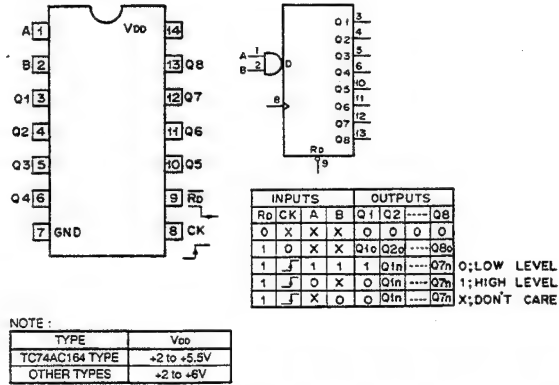 A 1 VDD 14
B 2 13 Q8
Q1 3 12 Q7
Q2 4 11 Q6
Q3 5 10 Q5
Q4 6 9 RD
7 GND 8 CK
A 1
B 2
D
8
Q1 3
Q2 4
Q3 5
Q4 6
Q5 10
Q6 11
Q7 12
Q8 13
RD
9
INPUTS OUTPUTS
RD CK A B Q1 Q2 ---- Q8
0 X X X 0 0 0 0
1 0 X X Q10 Q20 ---- Q80
1 1 1 1 Q1n ---- Q7n 0;LOW LEVEL
1 0 X 0 Q1n ---- Q7n 1;HIGH LEVEL
1 X 0 0 Q1n ---- Q7n X;DON'T CARE
NOTE :
TYPE VDD
TC74AC164 TYPE +2 to +5.5V
OTHER TYPES +2 to +6V